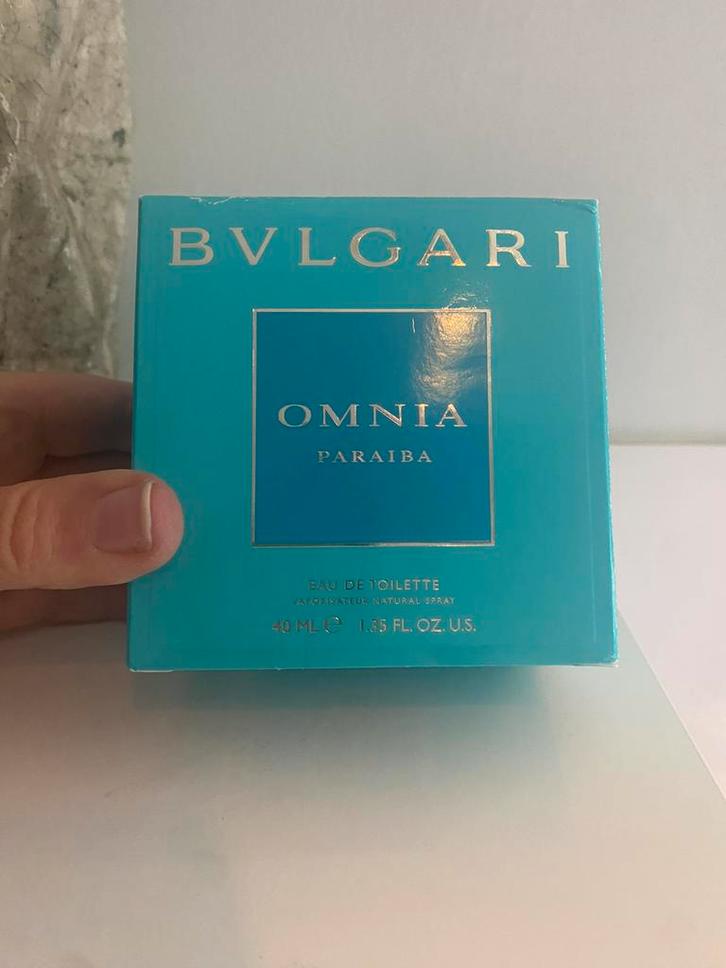 BVLGARI
OMNIA
PARAIBA
EAU DE TOILETTE
VAPORISATEUR NATURAL SPRAY
40 ML ℮ 1.35 FL. OZ. U.S.